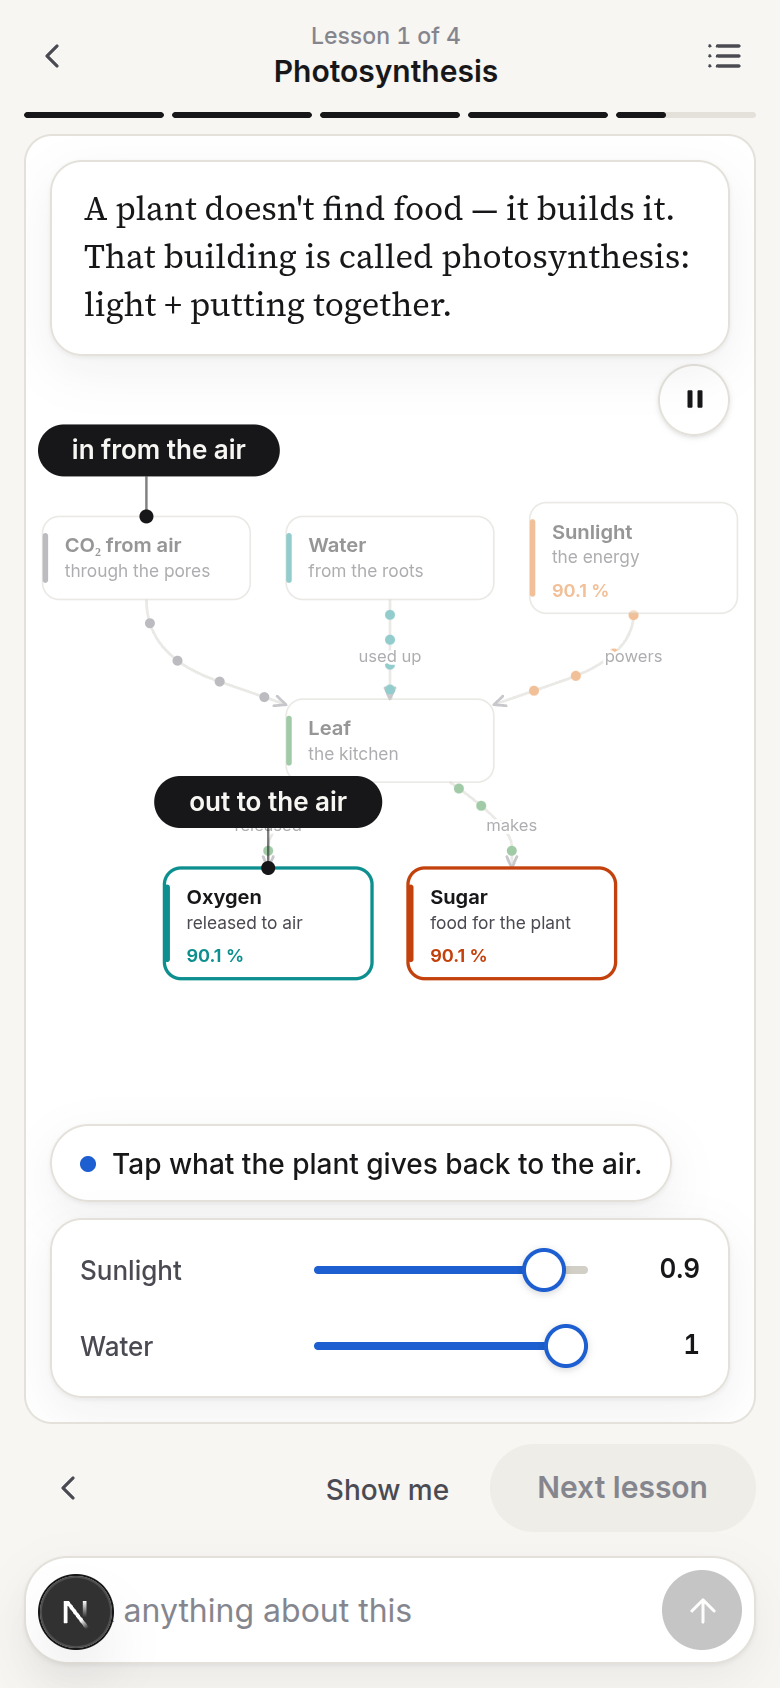 Lesson 1 of 4
Photosynthesis
A plant doesn't find food — it builds it.
That building is called photosynthesis:
light + putting together.
in from the air
CO₂ from air
through the pores
Water
from the roots
Sunlight
the energy
90.1 %
used up
powers
Leaf
the kitchen
out to the air
released
makes
Oxygen
released to air
90.1 %
Sugar
food for the plant
90.1 %
Tap what the plant gives back to the air.
Sunlight
0.9
Water
1
Show me
Next lesson
N
anything about this